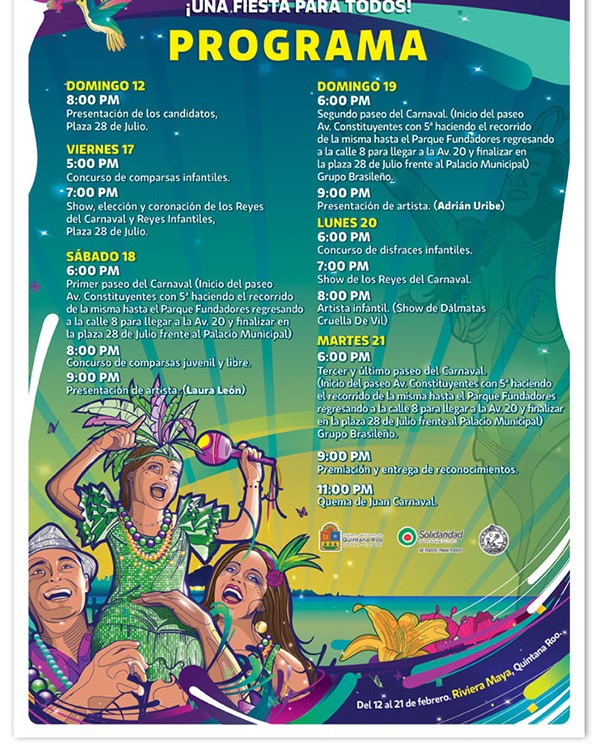 ¡UNA FIESTA PARA TODOS!
PROGRAMA
DOMINGO 12
8:00 PM
Presentación de los candidatos,
Plaza 28 de Julio.
VIERNES 17
5:00 PM
Concurso de comparsas infantiles.
7:00 PM
Show, elección y coronación de los Reyes
del Carnaval y Reyes Infantiles,
Plaza 28 de Julio.
SÁBADO 18
6:00 PM
Primer paseo del Carnaval (Inicio del paseo
Av. Constituyentes con 5ª haciendo el recorrido
de la misma hasta el Parque Fundadores regresando
a la calle 8 para llegar a la Av. 20 y finalizar en
la plaza 28 de Julio frente al Palacio Municipal)
8:00 PM
Concurso de comparsas juvenil y libre.
9:00 PM
Presentación de artista. (Laura León)
DOMINGO 19
6:00 PM
Segundo paseo del Carnaval. (Inicio del paseo
Av. Constituyentes con 5ª haciendo el recorrido
de la misma hasta el Parque Fundadores regresando
a la calle 8 para llegar a la Av. 20 y finalizar en
la plaza 28 de Julio frente al Palacio Municipal)
Grupo Brasileño.
9:00 PM
Presentación de artista. (Adrián Uribe)
LUNES 20
6:00 PM
Concurso de disfraces infantiles.
7:00 PM
Show de los Reyes del Carnaval.
8:00 PM
Artista infantil. (Show de Dálmatas
Cruella De Vil)
MARTES 21
6:00 PM
Tercer y último paseo del Carnaval.
(Inicio del paseo Av. Constituyentes con 5ª haciendo
el recorrido de la misma hasta el Parque Fundadores
regresando a la calle 8 para llegar a la Av. 20 y finalizar
en la plaza 28 de Julio frente al Palacio Municipal)
Grupo Brasileño.
9:00 PM
Premiación y entrega de reconocimientos.
11:00 PM
Quema de Juan Carnaval.
Quintana Roo
Solidaridad
DE TODOS, PARA TODOS
Del 12 al 21 de febrero. Riviera Maya, Quintana Roo.